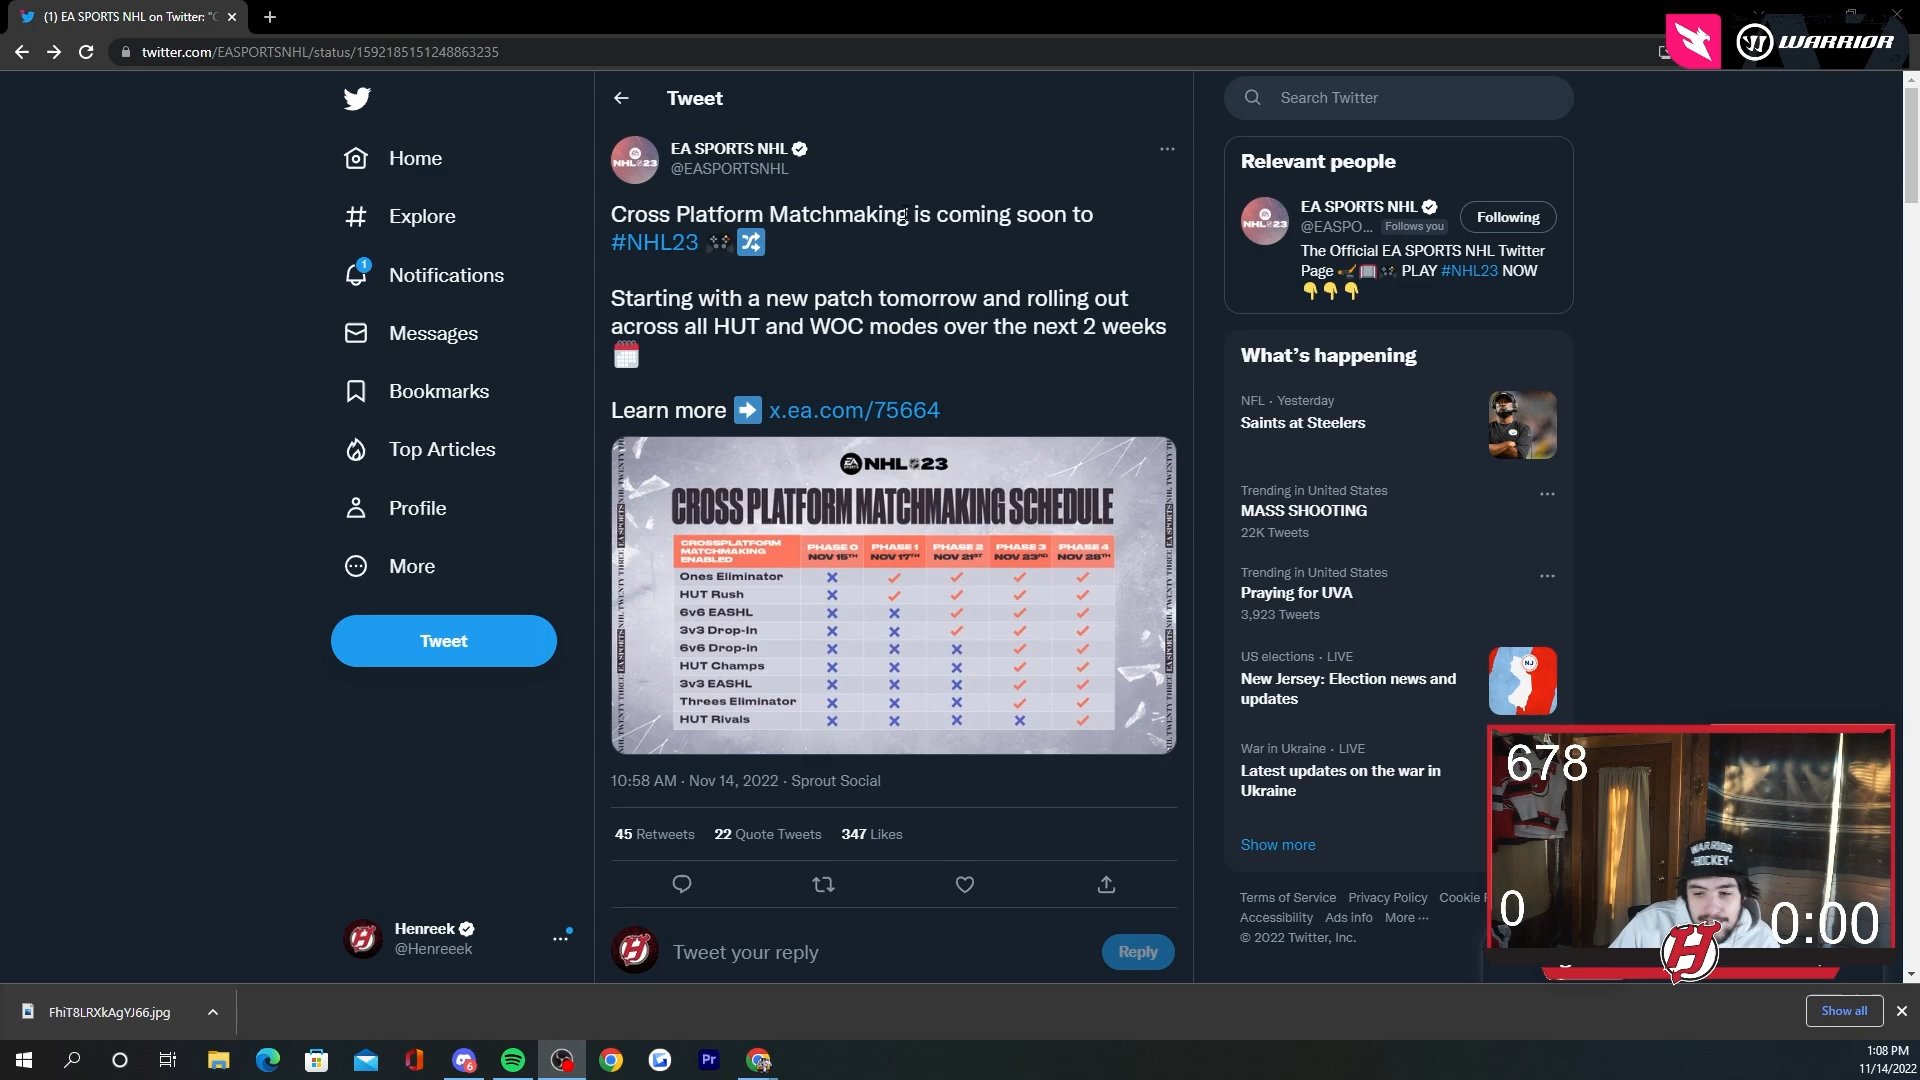 (1) EA SPORTS NHL on Twitter: "C
twitter.com/EASPORTSNHL/status/1592185151248863235
WARRIOR
Home
Explore
1
Notifications
Messages
Bookmarks
Top Articles
Profile
More
Tweet
Henreek
@Henreeek
Tweet
EA SPORTS NHL
@EASPORTSNHL
Cross Platform Matchmaking is coming soon to
#NHL23
Starting with a new patch tomorrow and rolling out
across all HUT and WOC modes over the next 2 weeks
Learn more x.ea.com/75664
EA SPORTS NHL 23
CROSS PLATFORM MATCHMAKING SCHEDULE
CROSSPLATFORM MATCHMAKING ENABLED PHASE 0 NOV 15TH PHASE 1 NOV 17TH PHASE 2 NOV 21ST PHASE 3 NOV 23RD PHASE 4 NOV 28TH
Ones Eliminator
HUT Rush
6v6 EASHL
3v3 Drop-In
6v6 Drop-In
HUT Champs
3v3 EASHL
Threes Eliminator
HUT Rivals
10:58 AM · Nov 14, 2022 · Sprout Social
45 Retweets 22 Quote Tweets 347 Likes
Tweet your reply
Reply
Search Twitter
Relevant people
EA SPORTS NHL
@EASPO... Follows you
Following
The Official EA SPORTS NHL Twitter
Page PLAY #NHL23 NOW
What's happening
NFL · Yesterday
Saints at Steelers
Trending in United States
MASS SHOOTING
22K Tweets
Trending in United States
Praying for UVA
3,923 Tweets
US elections · LIVE
New Jersey: Election news and
updates
NJ
War in Ukraine · LIVE
Latest updates on the war in
Ukraine
Show more
Terms of Service Privacy Policy Cookie
Accessibility Ads info More ···
© 2022 Twitter, Inc.
678
WARRIOR
-HOCKEY-
0
0:00
H
FhiT8LRXkAgYJ66.jpg
Show all
6
Pr
1:08 PM
11/14/2022